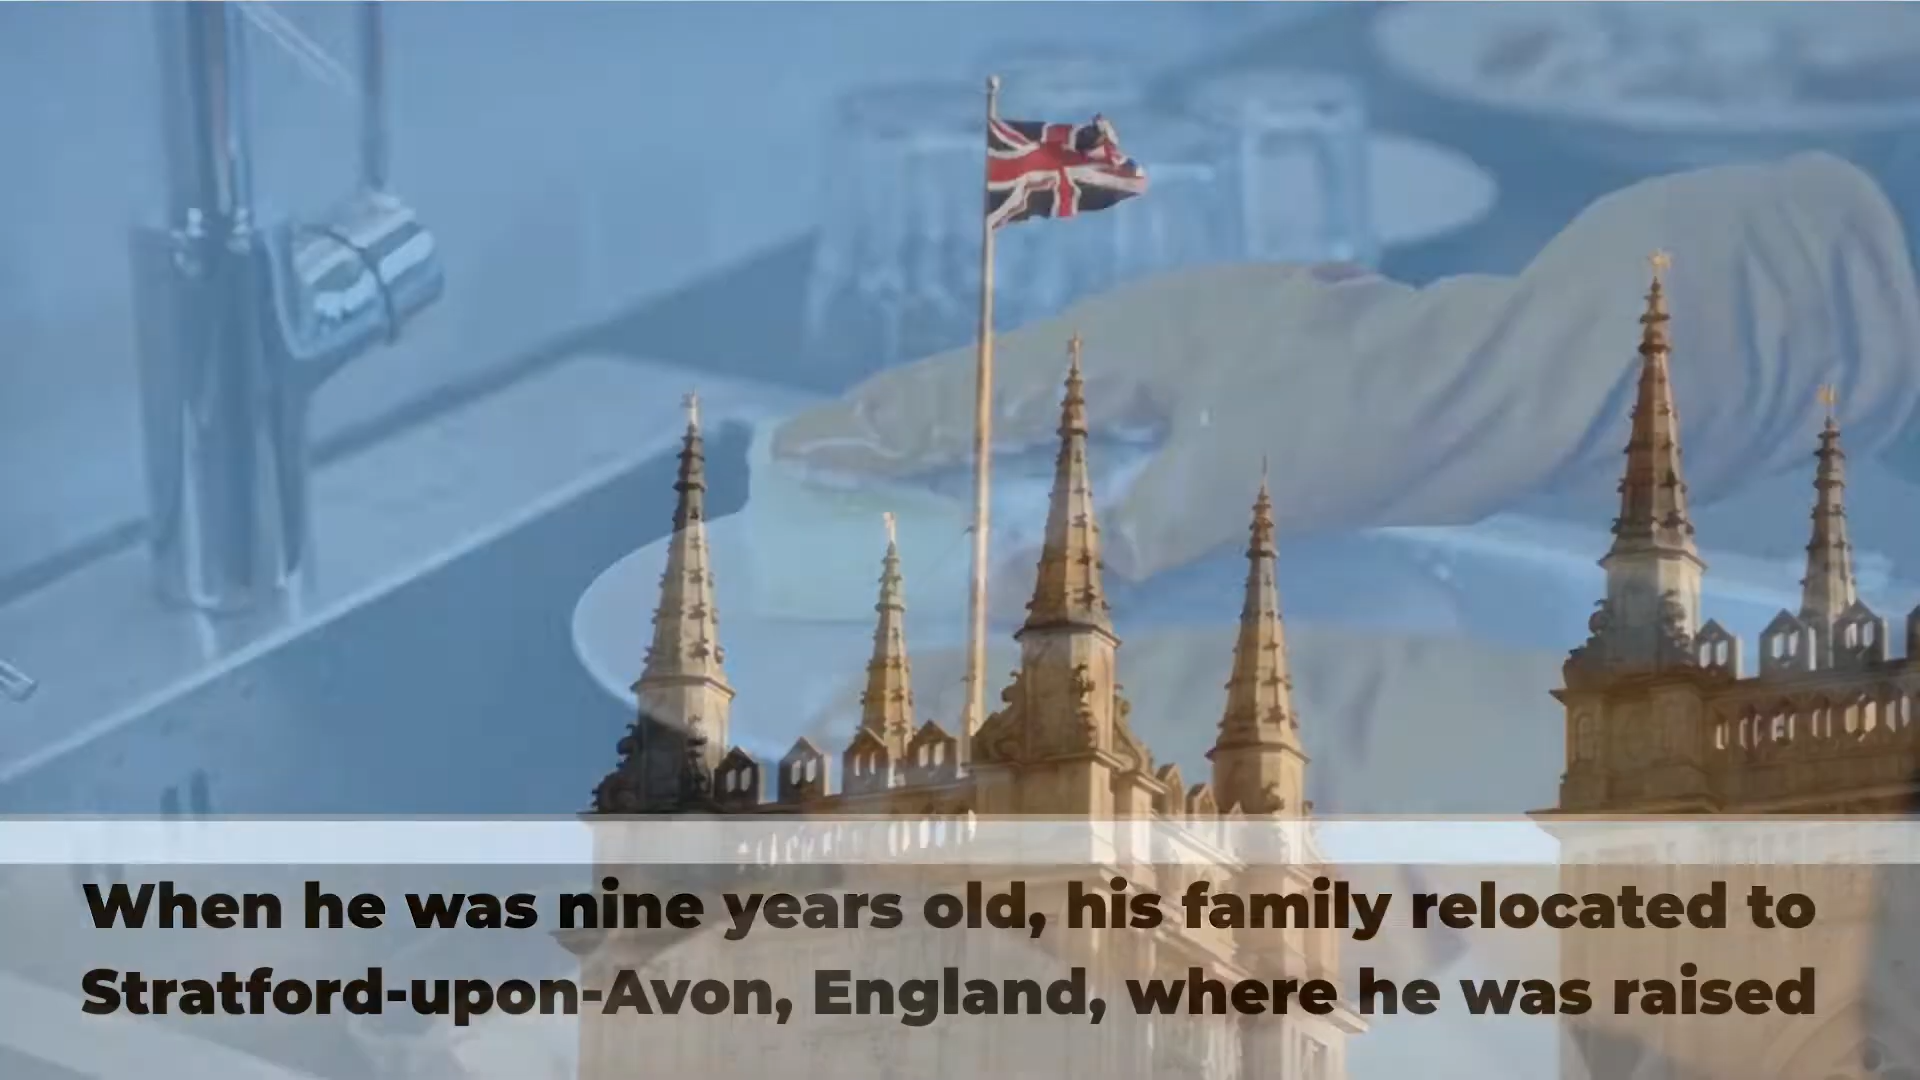 When he was nine years old, his family relocated to
Stratford-upon-Avon, England, where he was raised